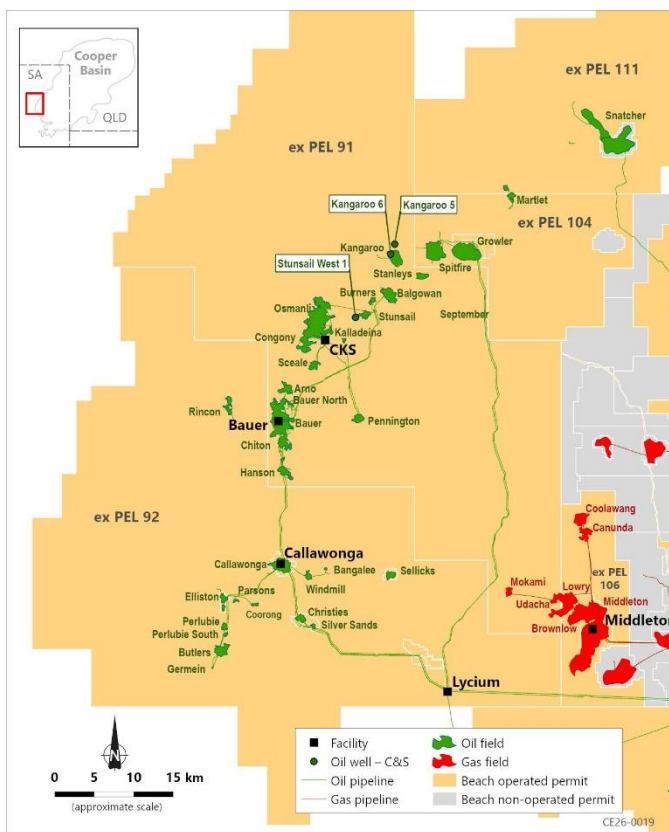 Cooper
Basin
SA
QLD
ex PEL 111
Snatcher
ex PEL 91
Martlet
Kangaroo 6
Kangaroo 5
ex PEL 104
Kangaroo
Growler
Stunsail West 1
Stanleys
Spitfire
Burners
Balgowan
Osmanli
Stunsail
September
Kalladeina
Congony
CKS
Sceale
Arno
Bauer North
Rincon
Bauer
Bauer
Pennington
Chiton
Hanson
ex PEL 92
Coolawang
Canunda
Callawonga
Callawonga
Bangalee
Sellicks
Windmill
Mokami
Lowry
ex PEL
106
Parsons
Elliston
Udacha
Middleton
Coorong
Christies
Perlubie
Silver Sands
Brownlow
Middleton
Perlubie South
Butlers
Germein
Lycium
N
0 5 10 15 km
(approximate scale)
Facility
Oil field
Oil well – C&S
Gas field
Oil pipeline
Beach operated permit
Gas pipeline
Beach non-operated permit
CE26-0019